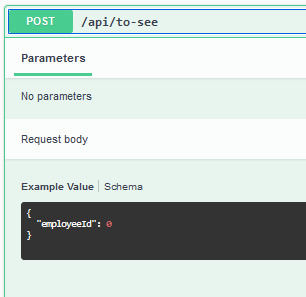 POST /api/to-see
Parameters
No parameters
Request body
Example Value | Schema
{
"employeeId": 0
}